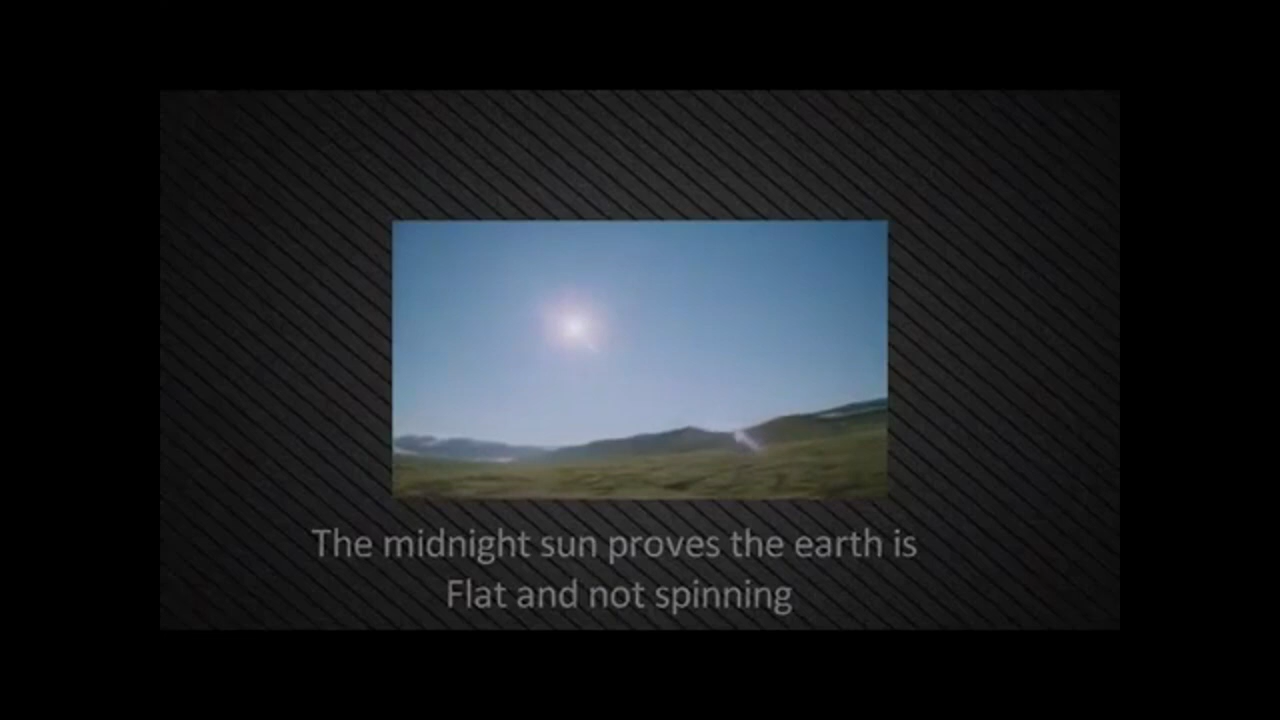 The midnight sun proves the earth is
Flat and not spinning